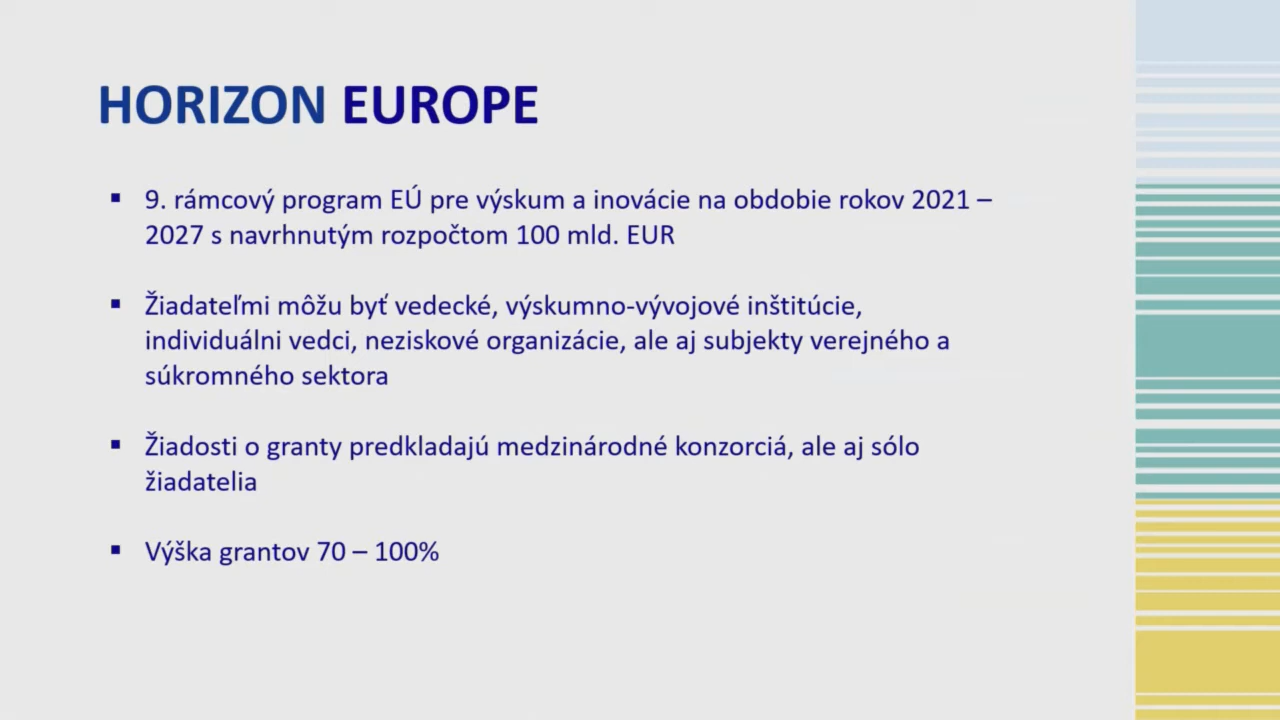 HORIZON EUROPE
▪ 9. rámcový program EÚ pre výskum a inovácie na obdobie rokov 2021 –
2027 s navrhnutým rozpočtom 100 mld. EUR
▪ Žiadateľmi môžu byť vedecké, výskumno-vývojové inštitúcie,
individuálni vedci, neziskové organizácie, ale aj subjekty verejného a
súkromného sektora
▪ Žiadosti o granty predkladajú medzinárodné konzorciá, ale aj sólo
žiadatelia
▪ Výška grantov 70 – 100%